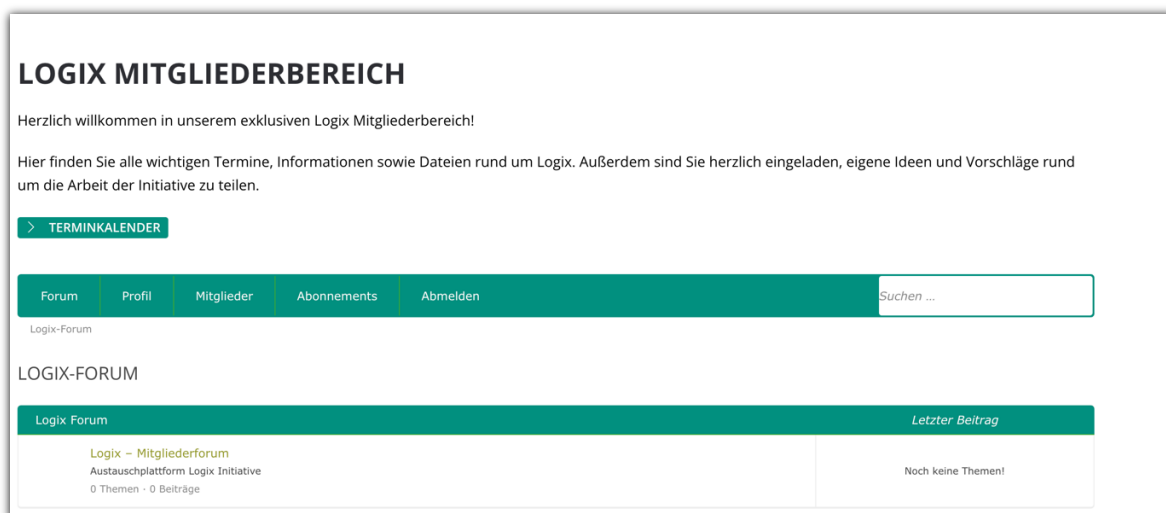 LOGIX MITGLIEDERBEREICH
Herzlich willkommen in unserem exklusiven Logix Mitgliederbereich!
Hier finden Sie alle wichtigen Termine, Informationen sowie Dateien rund um Logix. Außerdem sind Sie herzlich eingeladen, eigene Ideen und Vorschläge rund
um die Arbeit der Initiative zu teilen.
TERMINKALENDER
Forum Profil Mitglieder Abonnements Abmelden Suchen ...
Logix-Forum
LOGIX-FORUM
Logix Forum Letzter Beitrag
Logix – Mitgliederforum
Austauschplattform Logix Initiative
Noch keine Themen!
0 Themen · 0 Beiträge